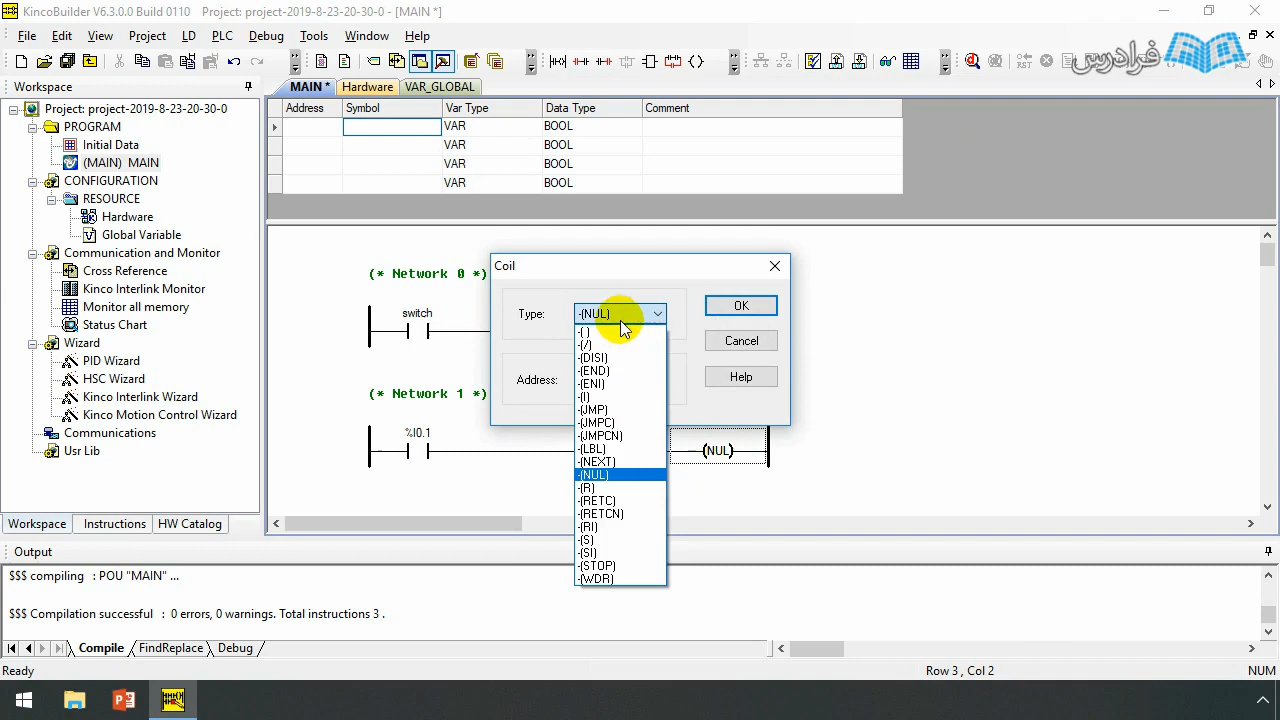 KincoBuilder V6.3.0.0 Build 0110   Project: project-2019-8-23-20-30-0 - [MAIN *]
File Edit View Project LD PLC Debug Tools Window Help
فرادرس
Workspace
MAIN * Hardware VAR_GLOBAL
Address Symbol Var Type Data Type Comment
VAR BOOL
VAR BOOL
VAR BOOL
VAR BOOL
Project: project-2019-8-23-20-30-0
PROGRAM
Initial Data
(MAIN) MAIN
CONFIGURATION
RESOURCE
Hardware
Global Variable
Communication and Monitor
Cross Reference
Kinco Interlink Network
Monitor all memory
Status Chart
Communications
PID Wizard
HSC Wizard
Kinco Interlink Network
Kinco Motion Control Wizard
Communications
Usr Lib
Workspace Instructions HW Catalog
(* Network 0 *)
switch
(* Network 1 *)
%I0.1
(NUL)
Coil
Type: -(NUL)
Address:
OK
Cancel
Help
-( )
-(/)
-(DISI)
-(END)
-(ENI)
-(I)
-(JMP)
-(JMPC)
-(JMPCN)
-(LBL)
-(NEXT)
-(NUL)
-(R)
-(RETC)
-(RETCN)
-(RI)
-(S)
-(SI)
-(STOP)
-(WDR)
Output
$$$ compiling : POU "MAIN" ...
$$$ Compilation successful : 0 errors, 0 warnings. Total instructions 3 .
Compile FindReplace Debug
Ready Row 3 , Col 2 NUM